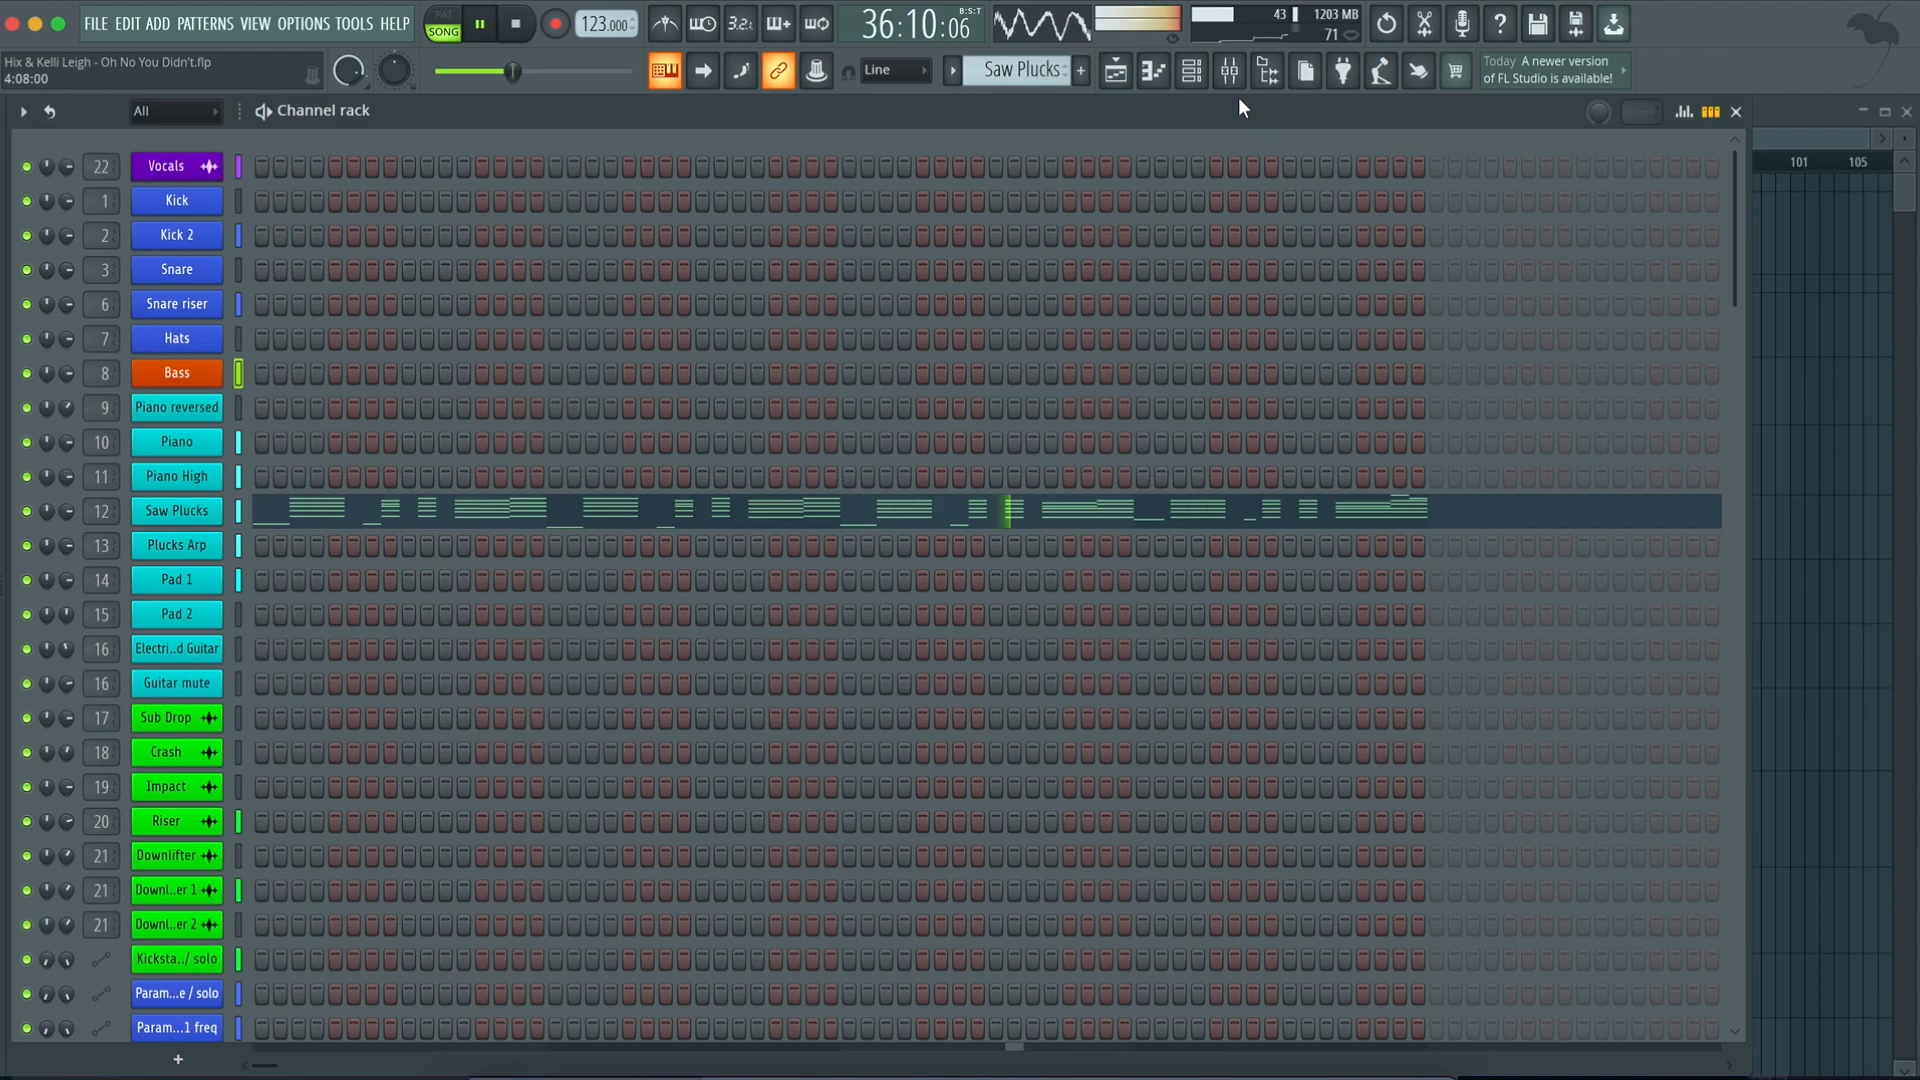 FILE EDIT ADD PATTERNS VIEW OPTIONS TOOLS HELP
PAT
SONG
123.000
3.2.
36:10:06
B:S:T
43
1203 MB
71
Hix & Kelli Leigh - Oh No You Didn't.flp
4:08:00
Line
Saw Plucks
+
Today A newer version
of FL Studio is available!
All
Channel rack
101 105
22 Vocals
1 Kick
2 Kick 2
3 Snare
6 Snare riser
7 Hats
8 Bass
9 Piano reversed
10 Piano
11 Piano High
12 Saw Plucks
13 Plucks Arp
14 Pad 1
15 Pad 2
16 Electri..d Guitar
16 Guitar mute
17 Sub Drop
18 Crash
19 Impact
20 Riser
21 Downlifter
21 Downl..er 1
21 Downl..er 2
Kicksta../ solo
Param...e / solo
Param...1 freq
+